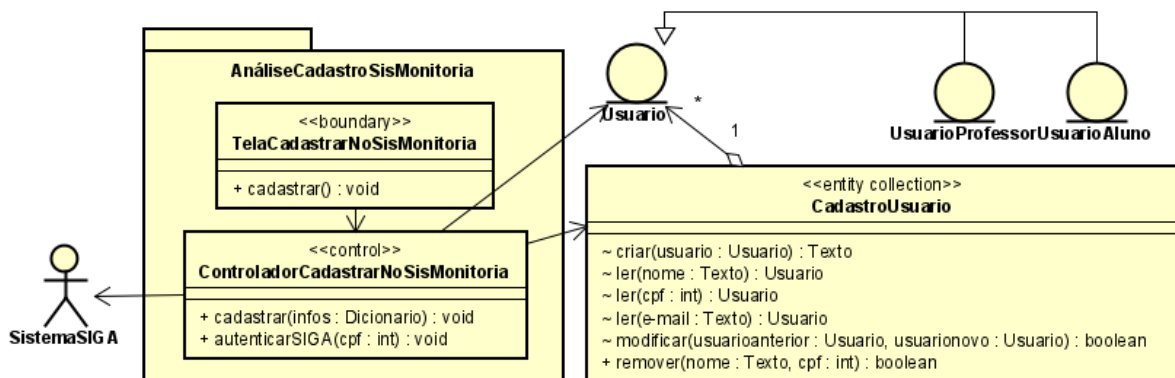 AnáliseCadastroSisMonitoria
<<boundary>>
TelaCadastrarNoSisMonitoria
+ cadastrar() : void
<<control>>
ControladorCadastrarNoSisMonitoria
+ cadastrar(infos : Dicionario) : void
+ autenticarSIGA(cpf : int) : void
SistemaSIGA
Usuario
*
1
UsuarioProfessor
UsuarioAluno
<<entity collection>>
CadastroUsuario
~ criar(usuario : Usuario) : Texto
~ ler(nome : Texto) : Usuario
~ ler(cpf : int) : Usuario
~ ler(e-mail : Texto) : Usuario
~ modificar(usuarioanterior : Usuario, usuarionovo : Usuario) : boolean
+ remover(nome : Texto, cpf : int) : boolean